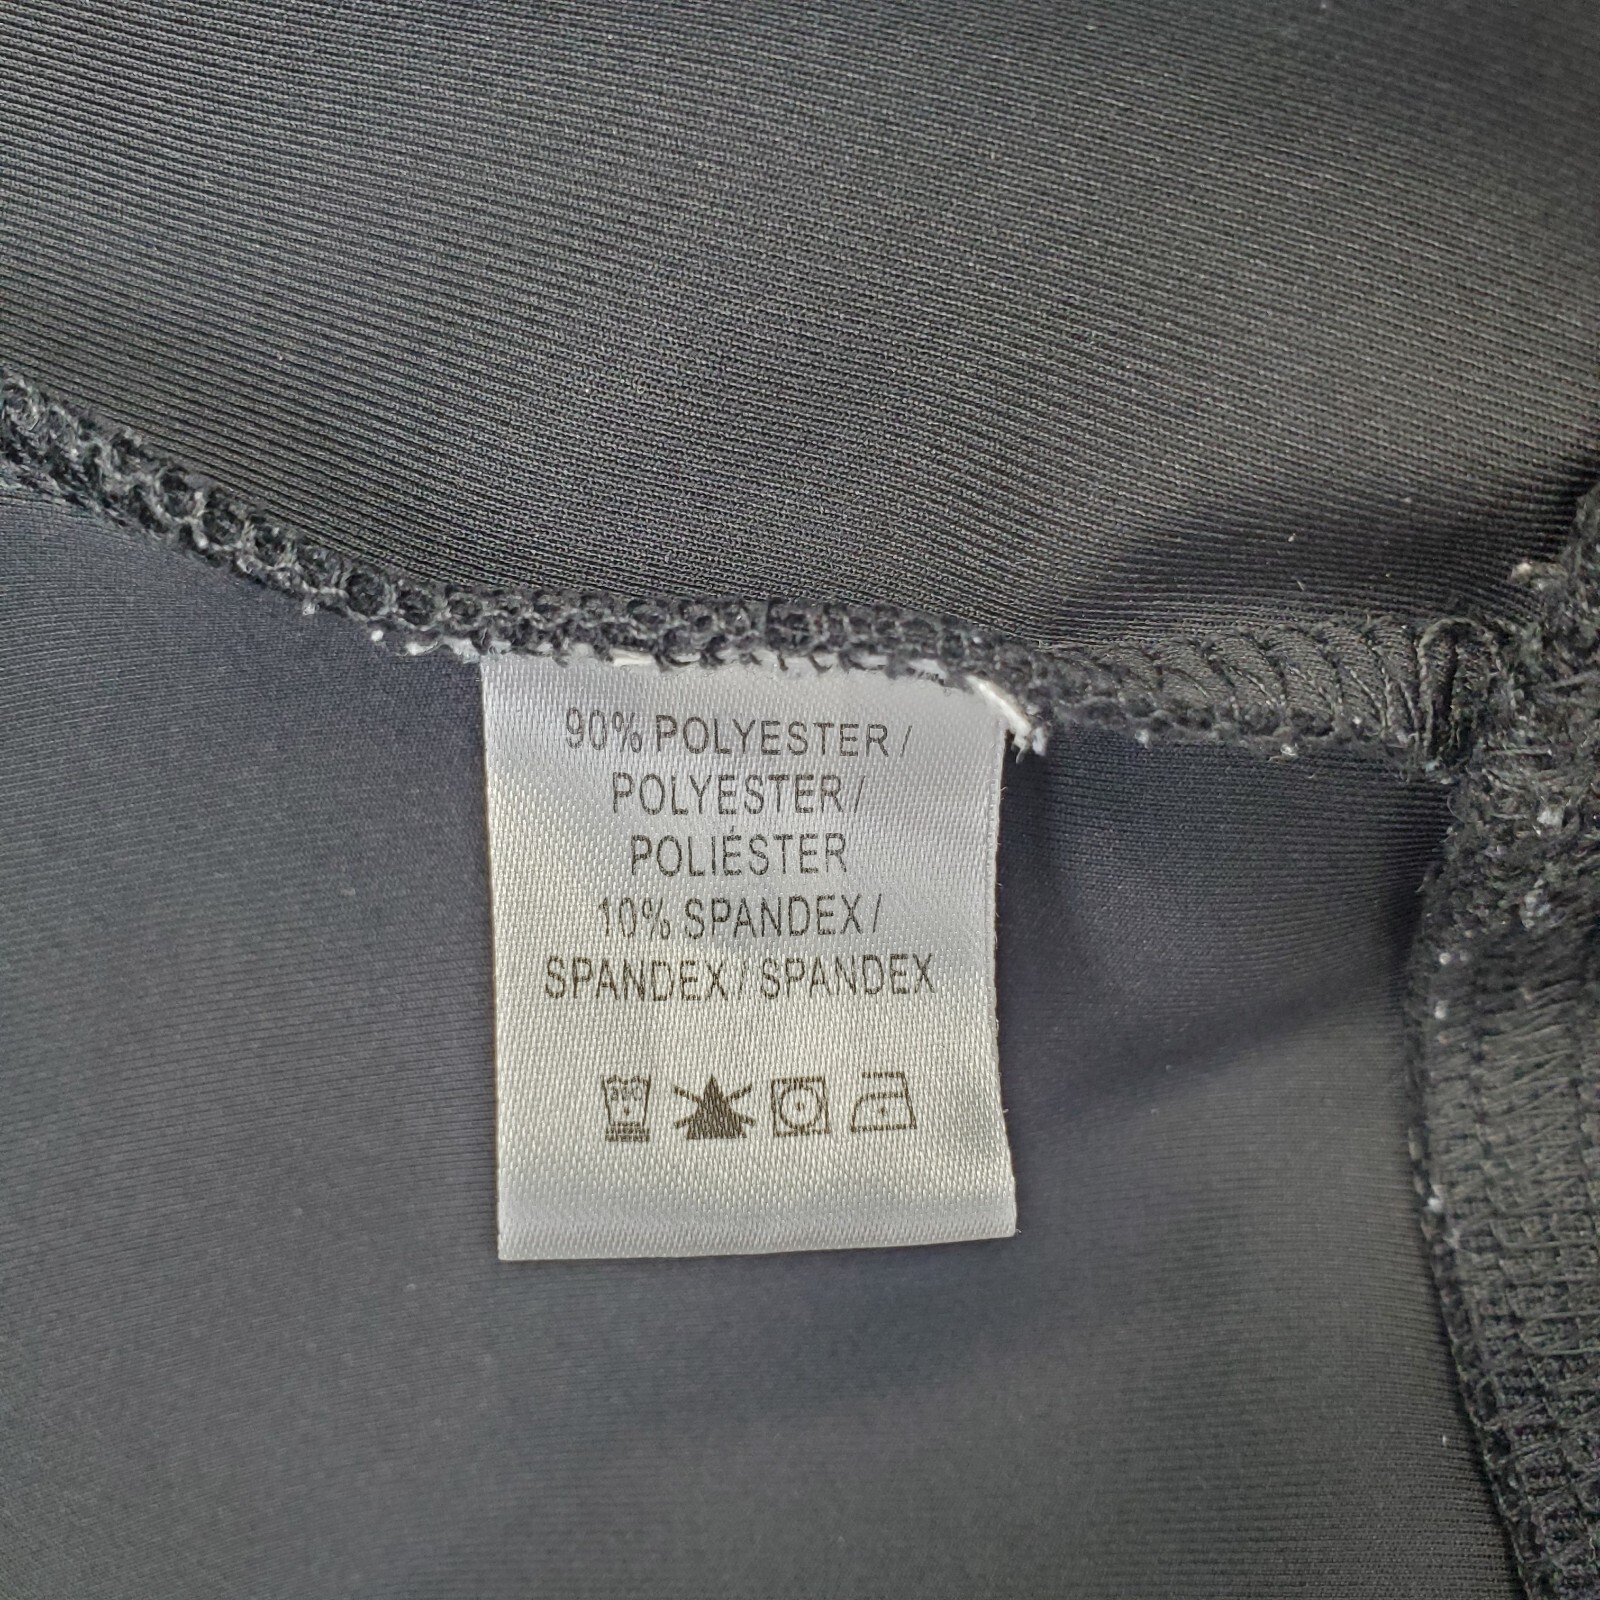 90% POLYESTER /
POLYESTER /
POLIÉSTER
10% SPANDEX /
SPANDEX / SPANDEX